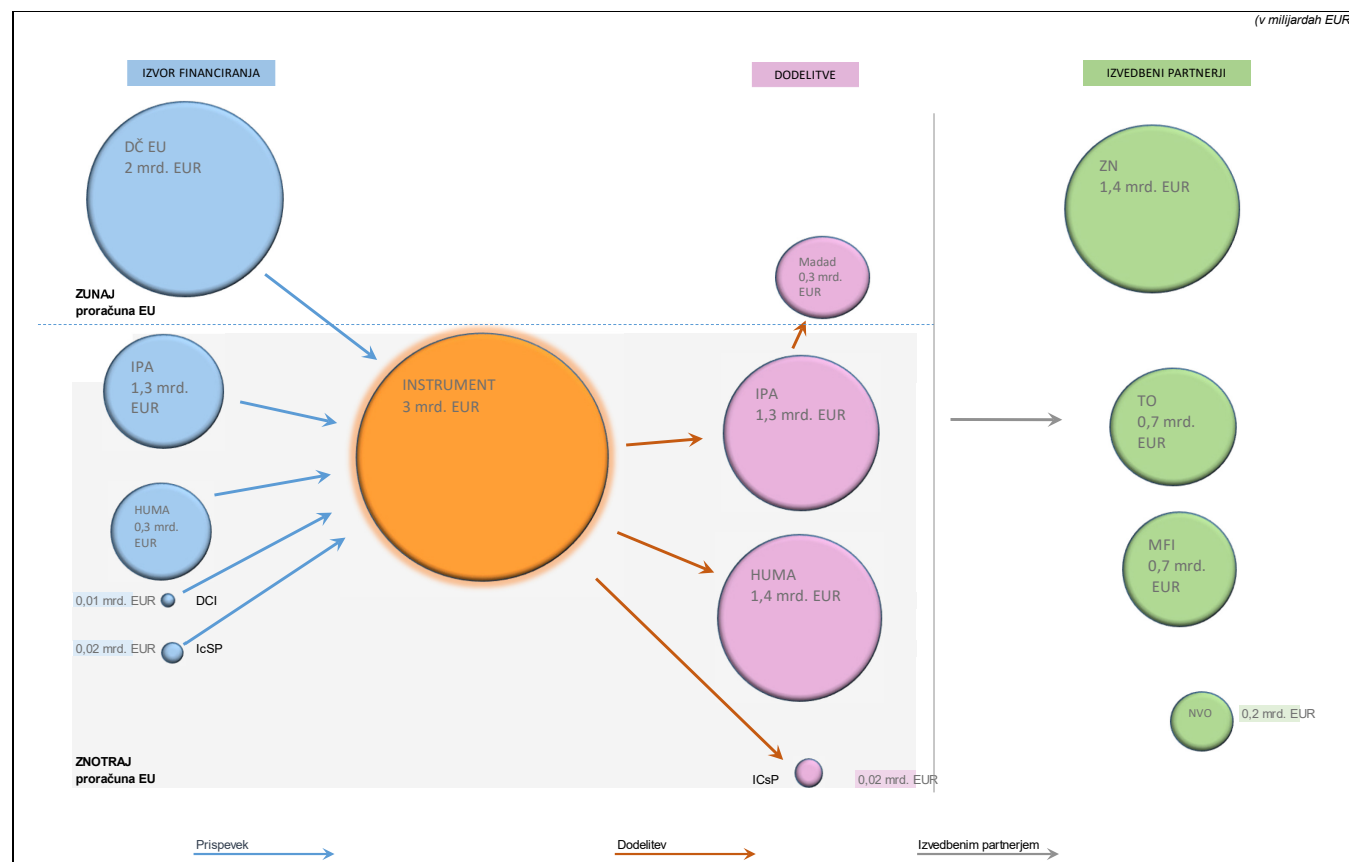 (v milijardah EUR
IZVOR FINANCIRANJA
DODELITVE
IZVEDBENI PARTNERJI
DČ EU
2 mrd. EUR
ZUNAJ
proračuna EU
IPA
1,3 mrd.
EUR
HUMA
0,3 mrd.
EUR
0,01 mrd. EUR
DCI
0,02 mrd. EUR
IcSP
ZNOTRAJ
proračuna EU
INSTRUMENT
3 mrd. EUR
Madad
0,3 mrd.
EUR
IPA
1,3 mrd. EUR
HUMA
1,4 mrd. EUR
ICsP
0,02 mrd. EUR
ZN
1,4 mrd. EUR
TO
0,7 mrd.
EUR
MFI
0,7 mrd.
EUR
NVO
0,2 mrd. EUR
Prispevek
Dodelitev
Izvedbenim partnerjem